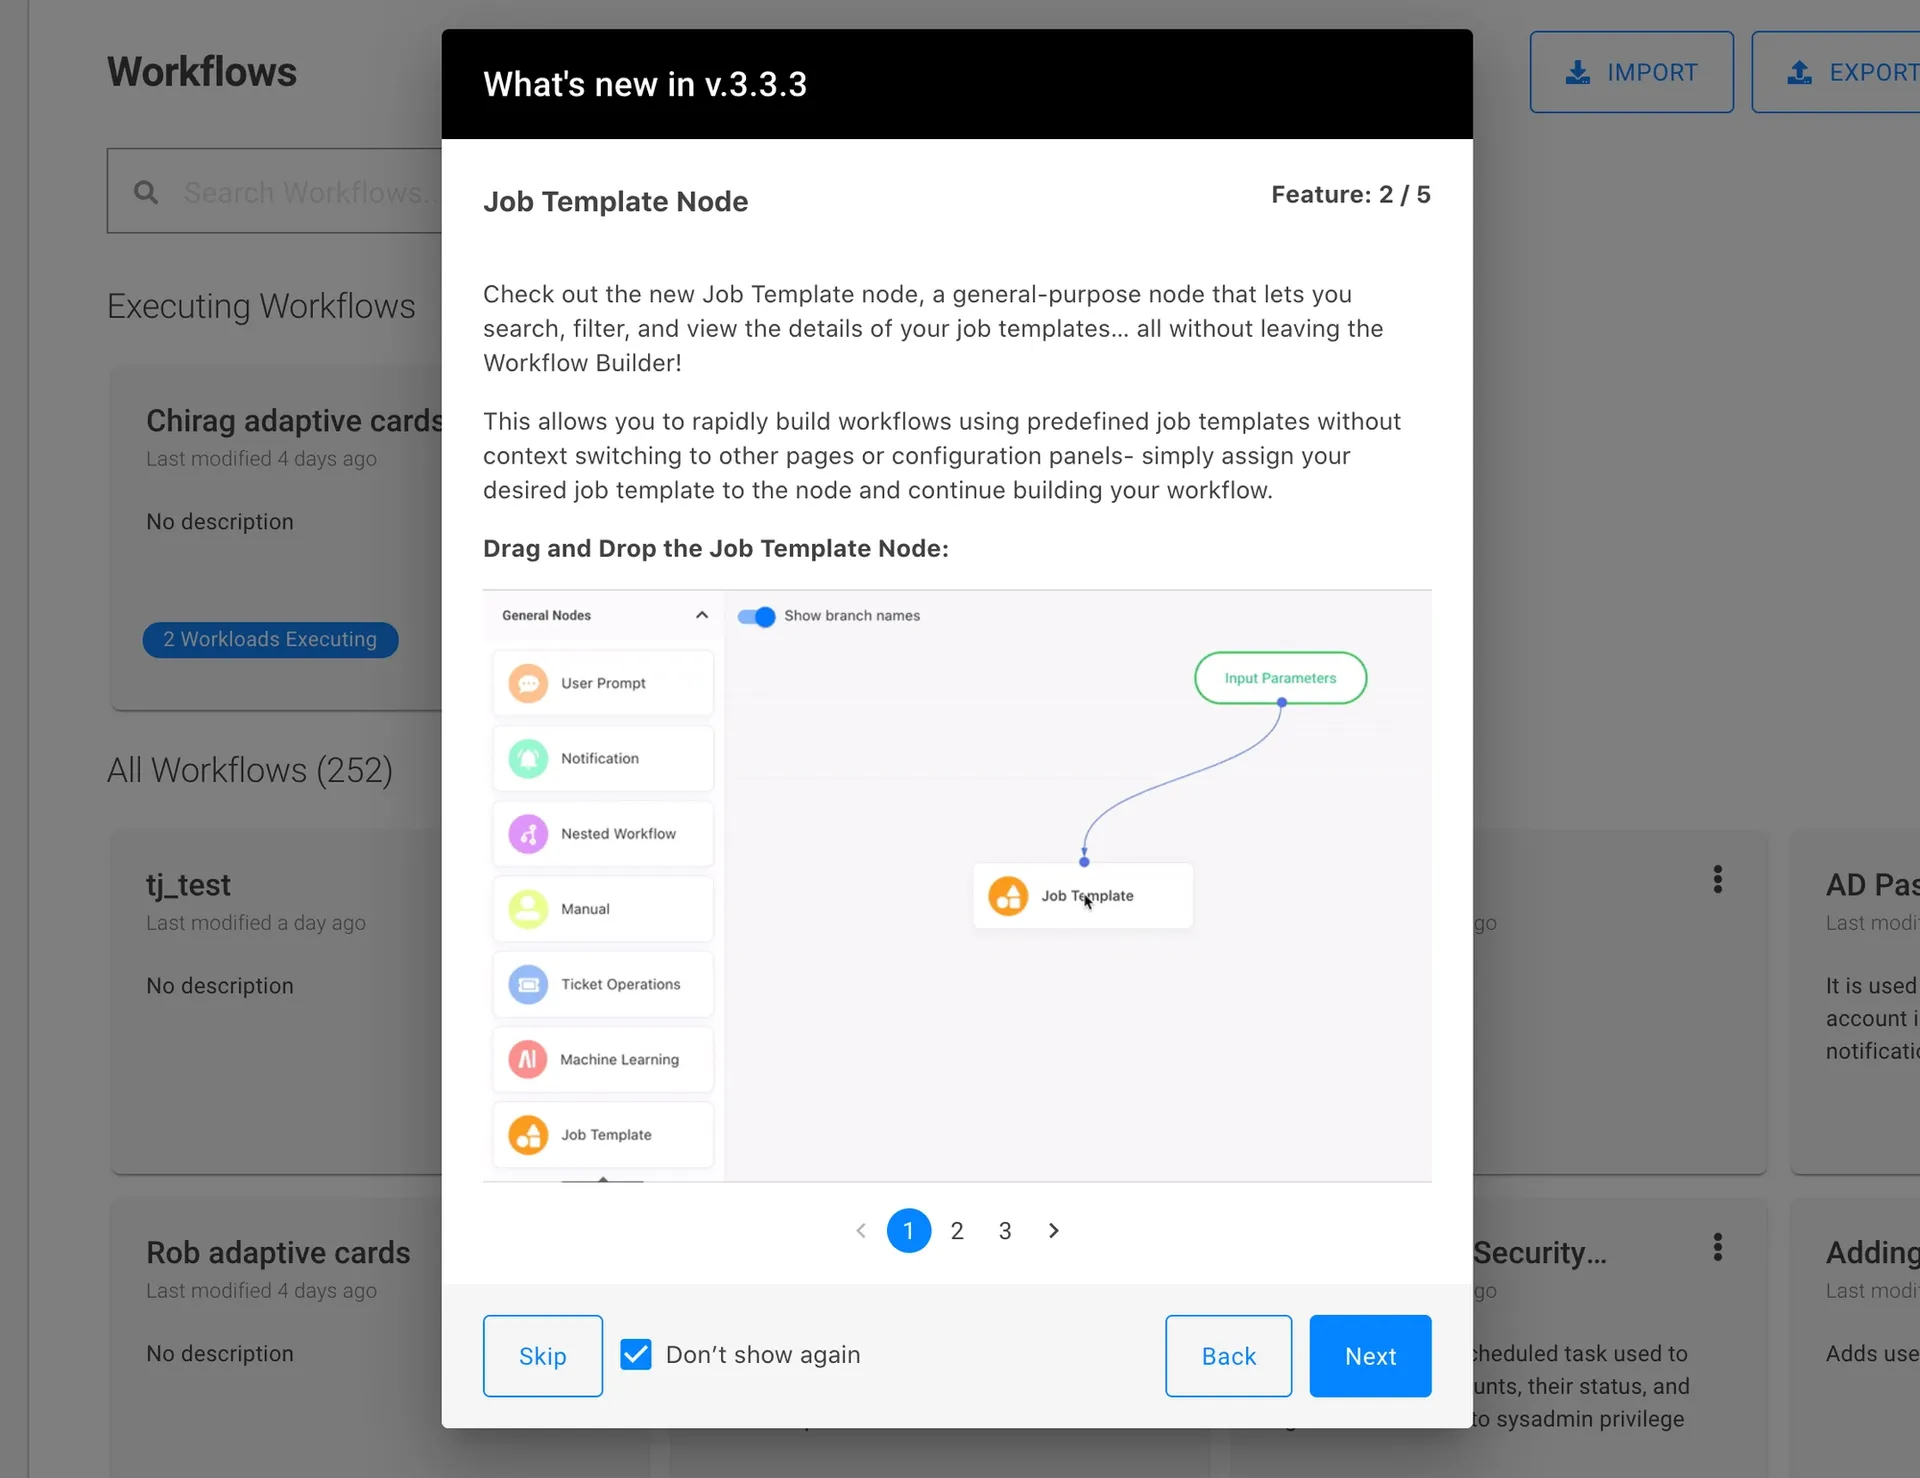 Workflows
IMPORT
EXPORT
Search Workflows...
Executing Workflows
Chirag adaptive cards
Last modified 4 days ago
No description
2 Workloads Executing
All Workflows (252)
tj_test
Last modified a day ago
No description
Rob adaptive cards
Last modified 4 days ago
No description
What's new in v.3.3.3
Job Template Node
Feature: 2 / 5
Check out the new Job Template node, a general-purpose node that lets you
search, filter, and view the details of your job templates... all without leaving the
Workflow Builder!
This allows you to rapidly build workflows using predefined job templates without
context switching to other pages or configuration panels- simply assign your
desired job template to the node and continue building your workflow.
Drag and Drop the Job Template Node:
General Nodes
Show branch names
User Prompt
Notification
Nested Workflow
Manual
Ticket Operations
Machine Learning
Job Template
Input Parameters
Job Template
1 2 3
Skip
Don’t show again
Back
Next
go
AD Pas
Last modif
It is used
account i
notificatio
Security...
go
cheduled task used to
unts, their status, and
to sysadmin privilege
Adding
Last modif
Adds use